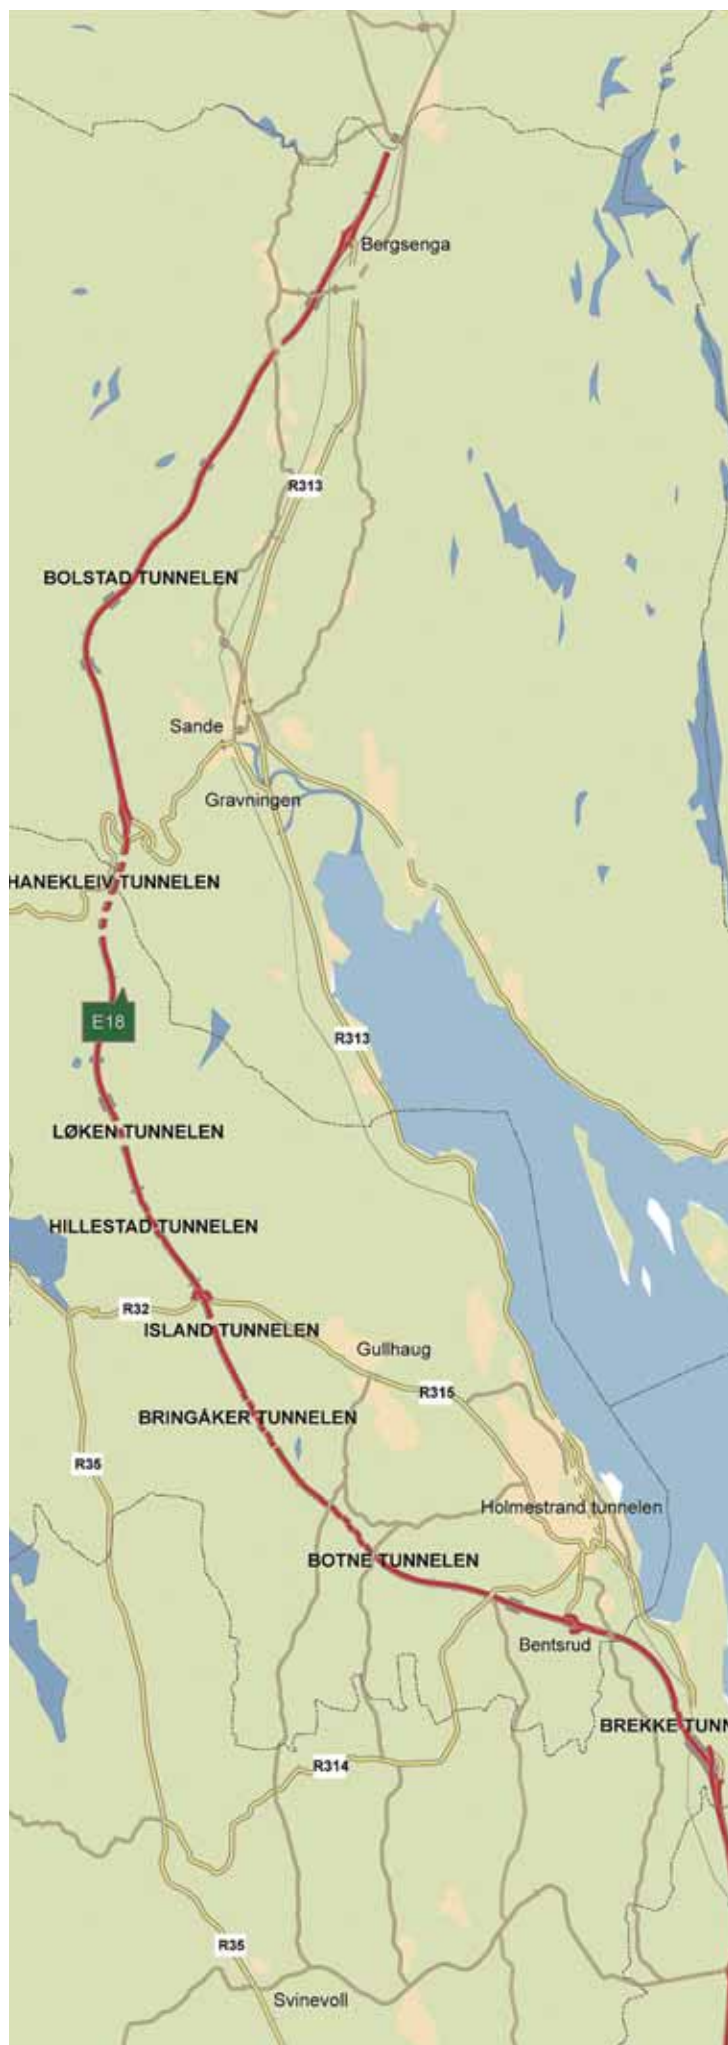 Bergsenga
R313
BOLSTAD TUNNELEN
Sande
Gravningen
HANEKLEIV TUNNELEN
E18
R313
LØKEN TUNNELEN
HILLESTAD TUNNELEN
R32
ISLAND TUNNELEN
Gullhaug
R315
BRINGÅKER TUNNELEN
R35
Holmestrand tunnelen
BOTNE TUNNELEN
Bentsrud
BREKKE TUNN
R314
R35
Svinevoll